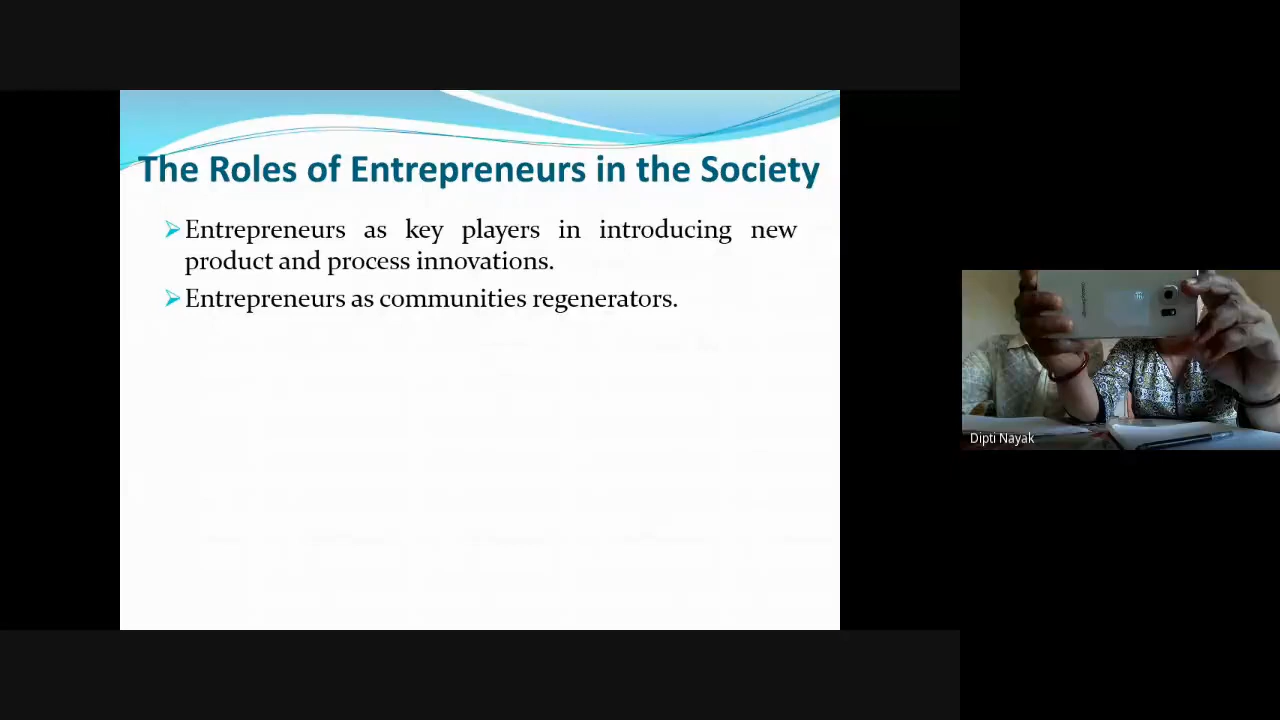 The Roles of Entrepreneurs in the Society
Entrepreneurs as key players in introducing new
product and process innovations.
Entrepreneurs as communities regenerators.
Dipti Nayak